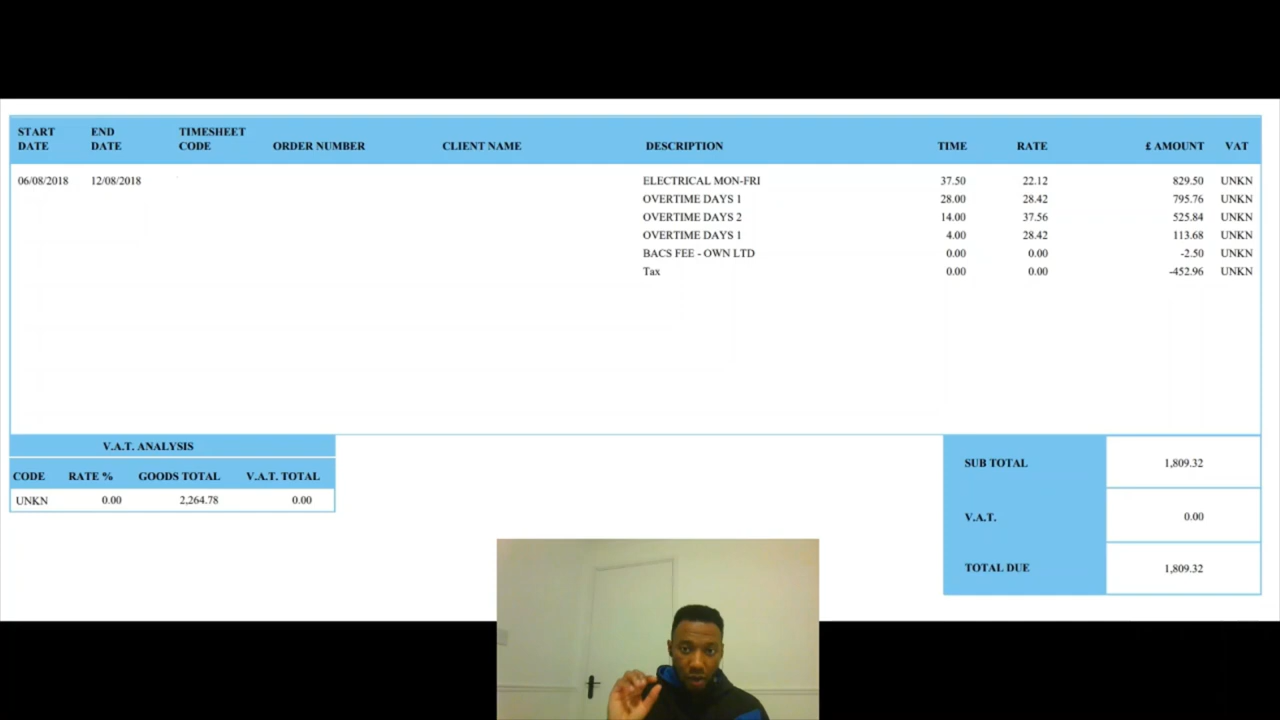 START DATE END DATE TIMESHEET CODE ORDER NUMBER CLIENT NAME DESCRIPTION TIME RATE £ AMOUNT VAT
06/08/2018 12/08/2018 ELECTRICAL MON-FRI 37.50 22.12 829.50 UNKN
OVERTIME DAYS 1 28.00 28.42 795.76 UNKN
OVERTIME DAYS 2 14.00 37.56 525.84 UNKN
OVERTIME DAYS 1 4.00 28.42 113.68 UNKN
BACS FEE - OWN LTD 0.00 0.00 -2.50 UNKN
Tax 0.00 0.00 -452.96 UNKN
V.A.T. ANALYSIS
CODE RATE % GOODS TOTAL V.A.T. TOTAL
UNKN 0.00 2,264.78 0.00
SUB TOTAL 1,809.32
V.A.T. 0.00
TOTAL DUE 1,809.32